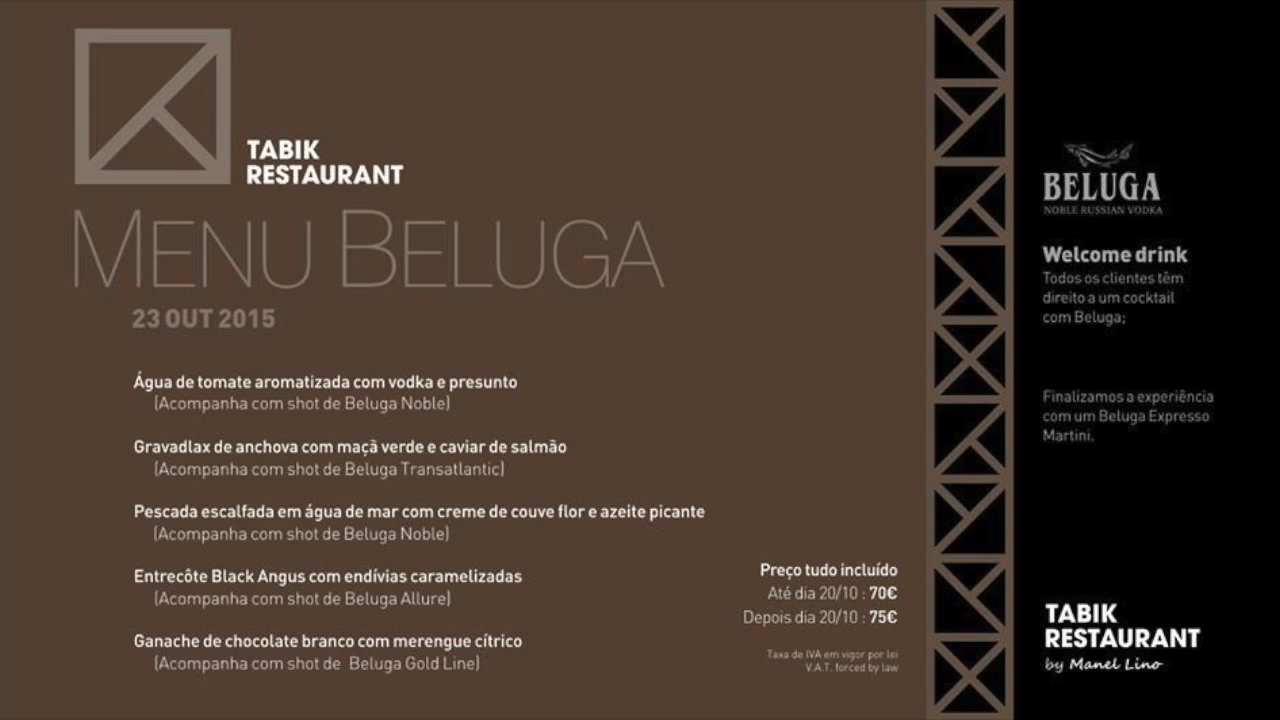 TABIK
RESTAURANT
MENU BELUGA
23 OUT 2015
Água de tomate aromatizada com vodka e presunto
(Acompanha com shot de Beluga Noble)
Gravadlax de anchova com maçã verde e caviar de salmão
(Acompanha com shot de Beluga Transatlantic)
Pescada escalfada em água de mar com creme de couve flor e azeite picante
(Acompanha com shot de Beluga Noble)
Entrecôte Black Angus com endívias caramelizadas
(Acompanha com shot de Beluga Allure)
Ganache de chocolate branco com merengue cítrico
(Acompanha com shot de Beluga Gold Line)
Preço tudo incluído
Até dia 20/10 : 70€
Depois dia 20/10 : 75€
Taxa de IVA em vigor por lei
V.A.T. forced by law
BELUGA
NOBLE RUSSIAN VODKA
Welcome drink
Todos os clientes têm
direito a um cocktail
com Beluga;
Finalizamos a experiência
com um Beluga Expresso
Martini.
TABIK
RESTAURANT
by Manel Lino